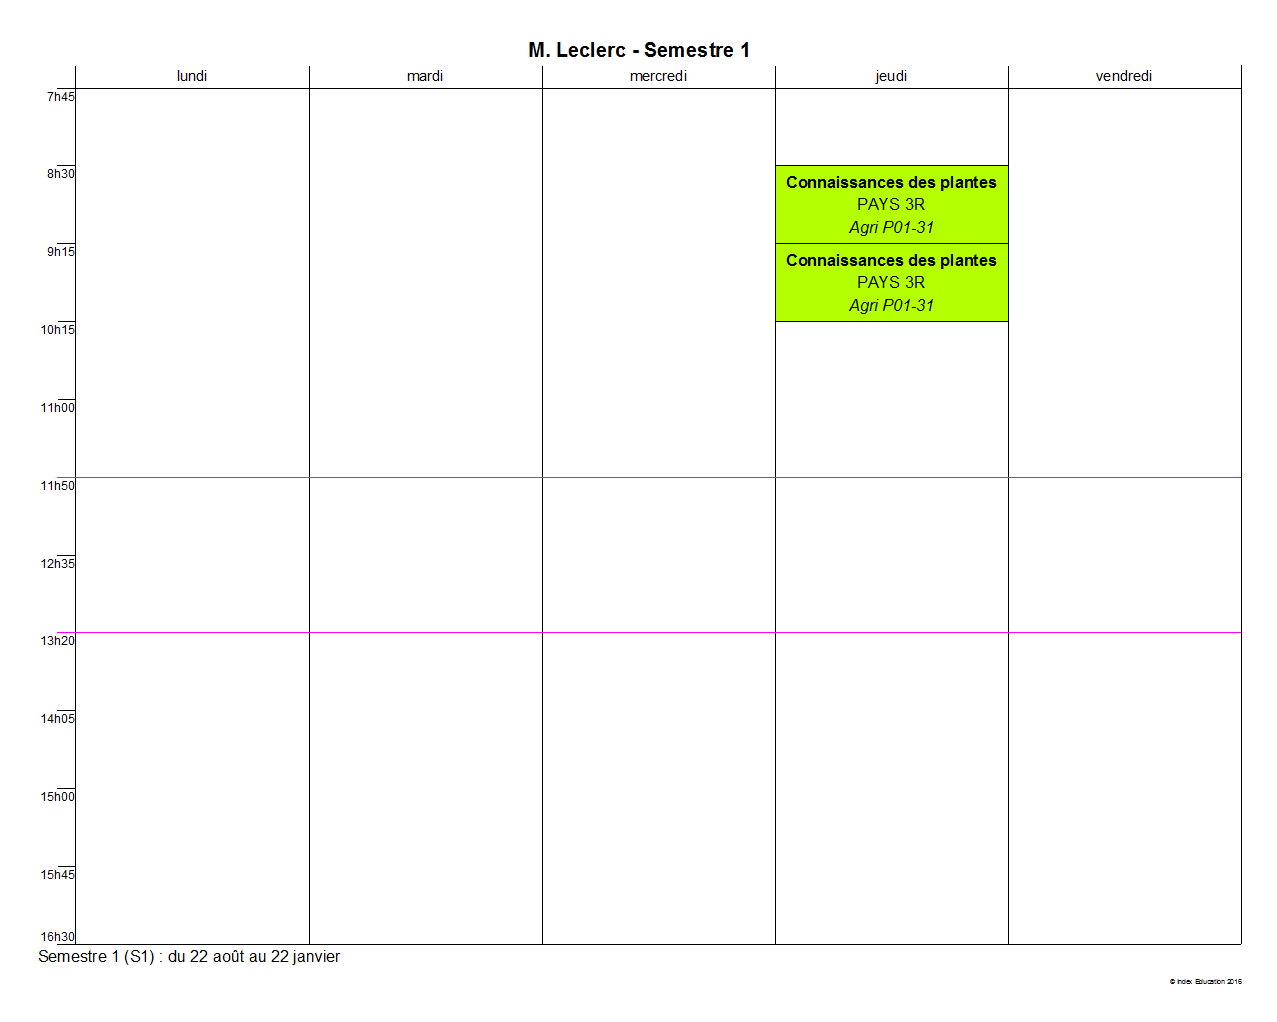 M. Leclerc - Semestre 1
lundi mardi mercredi jeudi vendredi
7h45
8h30
Connaissances des plantes
PAYS 3R
Agri P01-31
9h15
Connaissances des plantes
PAYS 3R
Agri P01-31
10h15
11h00
11h50
12h35
13h20
14h05
15h00
15h45
16h30
Semestre 1 (S1) : du 22 août au 22 janvier
© Index Education 2016